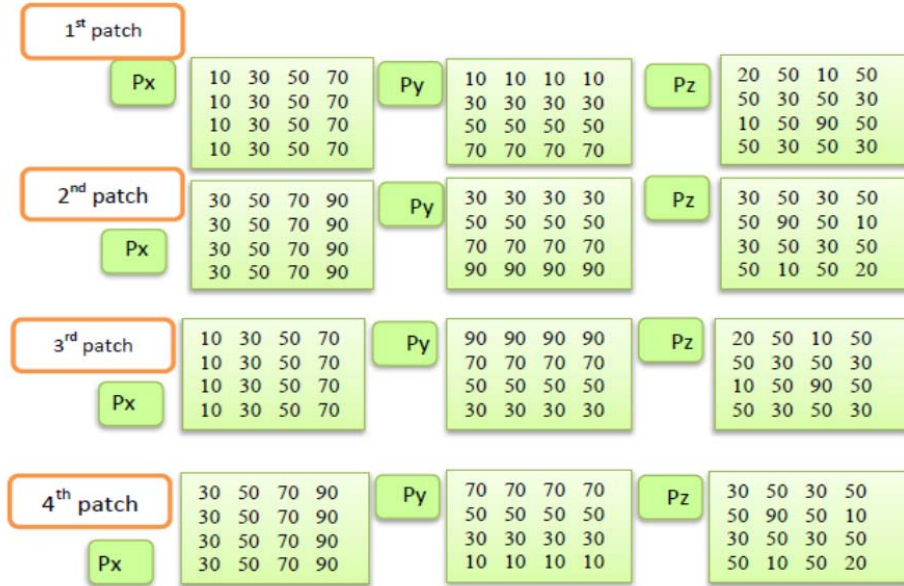 1st patch
Px
10 30 50 70
10 30 50 70
10 30 50 70
10 30 50 70
Py
10 10 10 10
30 30 30 30
50 50 50 50
70 70 70 70
Pz
20 50 10 50
50 30 50 30
10 50 90 50
50 30 50 30
2nd patch
Px
30 50 70 90
30 50 70 90
30 50 70 90
30 50 70 90
Py
30 30 30 30
50 50 50 50
70 70 70 70
90 90 90 90
Pz
30 50 30 50
50 90 50 10
30 50 30 50
50 10 50 20
3rd patch
Px
10 30 50 70
10 30 50 70
10 30 50 70
10 30 50 70
Py
90 90 90 90
70 70 70 70
50 50 50 50
30 30 30 30
Pz
20 50 10 50
50 30 50 30
10 50 90 50
50 30 50 30
4th patch
Px
30 50 70 90
30 50 70 90
30 50 70 90
30 50 70 90
Py
70 70 70 70
50 50 50 50
30 30 30 30
10 10 10 10
Pz
30 50 30 50
50 90 50 10
30 50 30 50
50 10 50 20